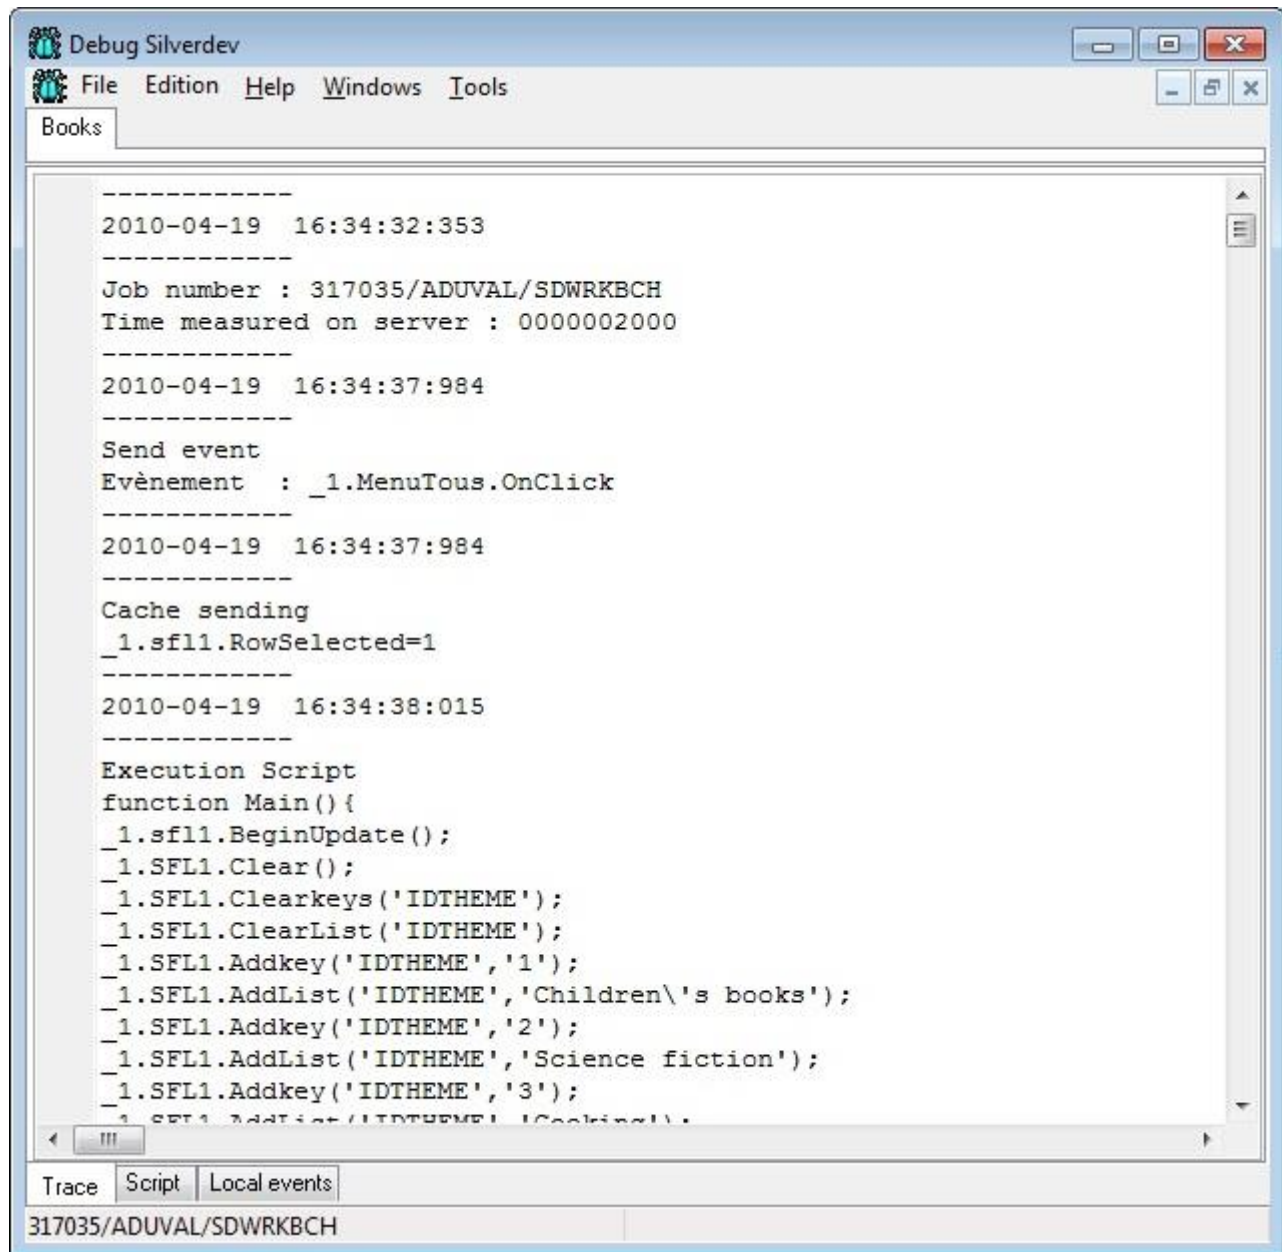 Debug Silverdev
File Edition Help Windows Tools
Books
------------
2010-04-19 16:34:32:353
------------
Job number : 317035/ADUVAL/SDWRKBCH
Time measured on server : 0000002000
------------
2010-04-19 16:34:37:984
------------
Send event
Evènement : _1.MenuTous.OnClick
------------
2010-04-19 16:34:37:984
------------
Cache sending
_1.sfl1.RowSelected=1
------------
2010-04-19 16:34:38:015
------------
Execution Script
function Main(){
_1.sfl1.BeginUpdate();
_1.SFL1.Clear();
_1.SFL1.Clearkeys('IDTHEME');
_1.SFL1.ClearList('IDTHEME');
_1.SFL1.Addkey('IDTHEME','1');
_1.SFL1.AddList('IDTHEME','Children\'s books');
_1.SFL1.Addkey('IDTHEME','2');
_1.SFL1.AddList('IDTHEME','Science fiction');
_1.SFL1.Addkey('IDTHEME','3');
_1.SFL1.AddList('IDTHEME','Cooking');
Trace Script Local events
317035/ADUVAL/SDWRKBCH